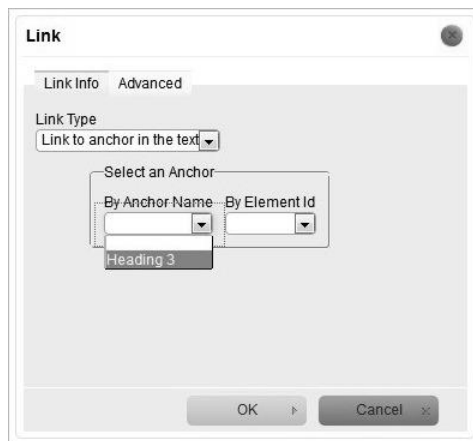 Link
Link Info Advanced
Link Type
Link to anchor in the text
Select an Anchor
By Anchor Name By Element Id
Heading 3
OK Cancel